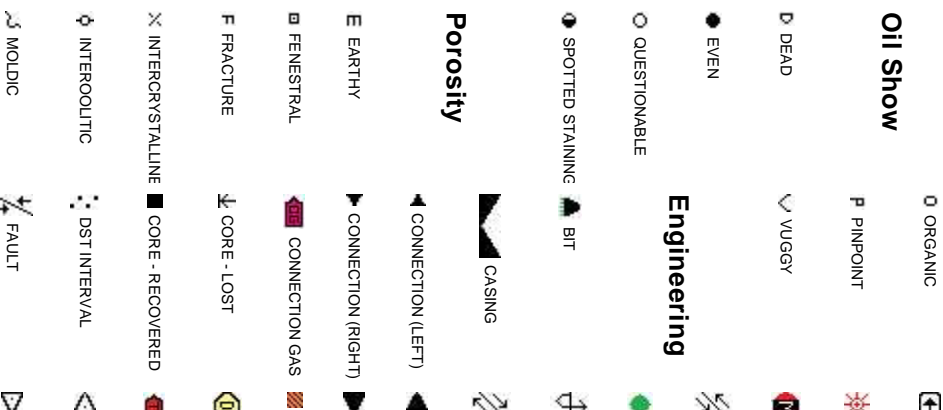 Oil Show
D DEAD
EVEN
QUESTIONABLE
SPOTTED STAINING
Porosity
E EARTHY
FENESTRAL
F FRACTURE
X INTERCRYSTALLINE
INTEROOLITIC
MOLDIC
O ORGANIC
P PINPOINT
VUGGY
Engineering
BIT
CASING
CONNECTION (LEFT)
CONNECTION (RIGHT)
CONNECTION GAS
CORE - LOST
CORE - RECOVERED
DST INTERVAL
FAULT